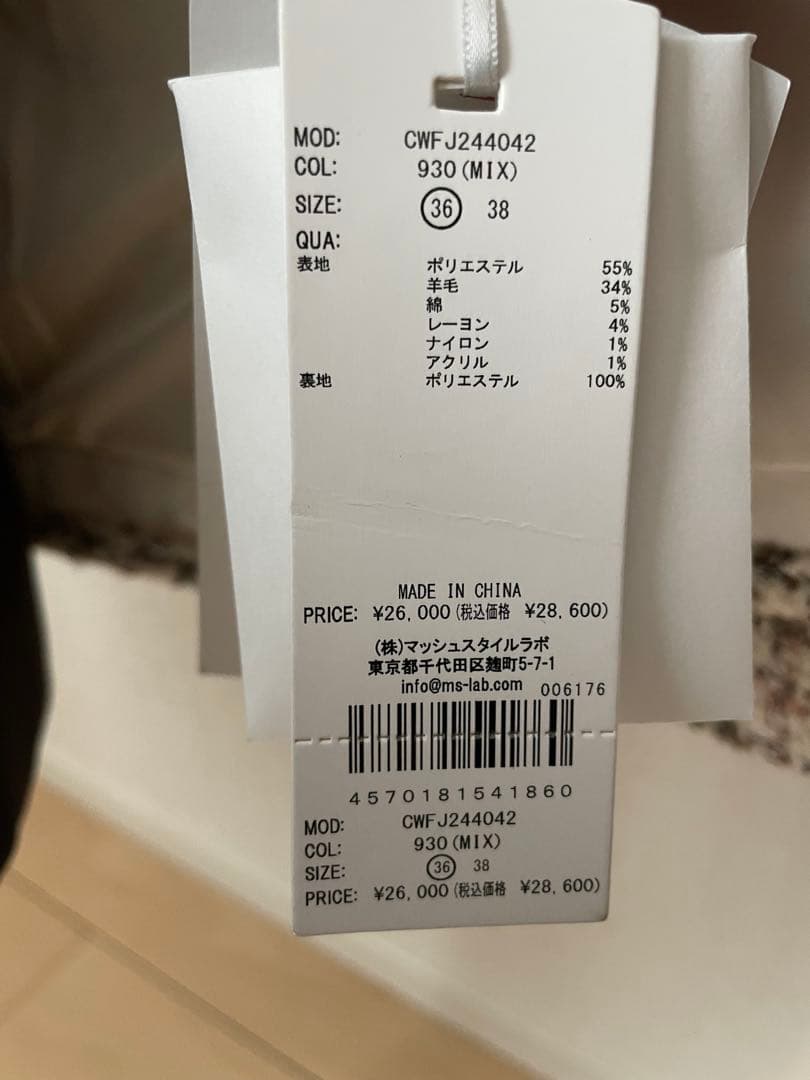 MOD: CWFJ244042
COL: 930(MIX)
SIZE: 36 38
QUA:
表地 ポリエステル 55%
羊毛 34%
綿 5%
レーヨン 4%
ナイロン 1%
アクリル 1%
裏地 ポリエステル 100%
MADE IN CHINA
PRICE: ¥26,000(税込価格 ¥28,600)
(株)マッシュスタイルラボ
東京都千代田区麹町5-7-1
info@ms-lab.com 006176
4570181541860
MOD: CWFJ244042
COL: 930(MIX)
SIZE: 36 38
PRICE: ¥26,000(税込価格 ¥28,600)